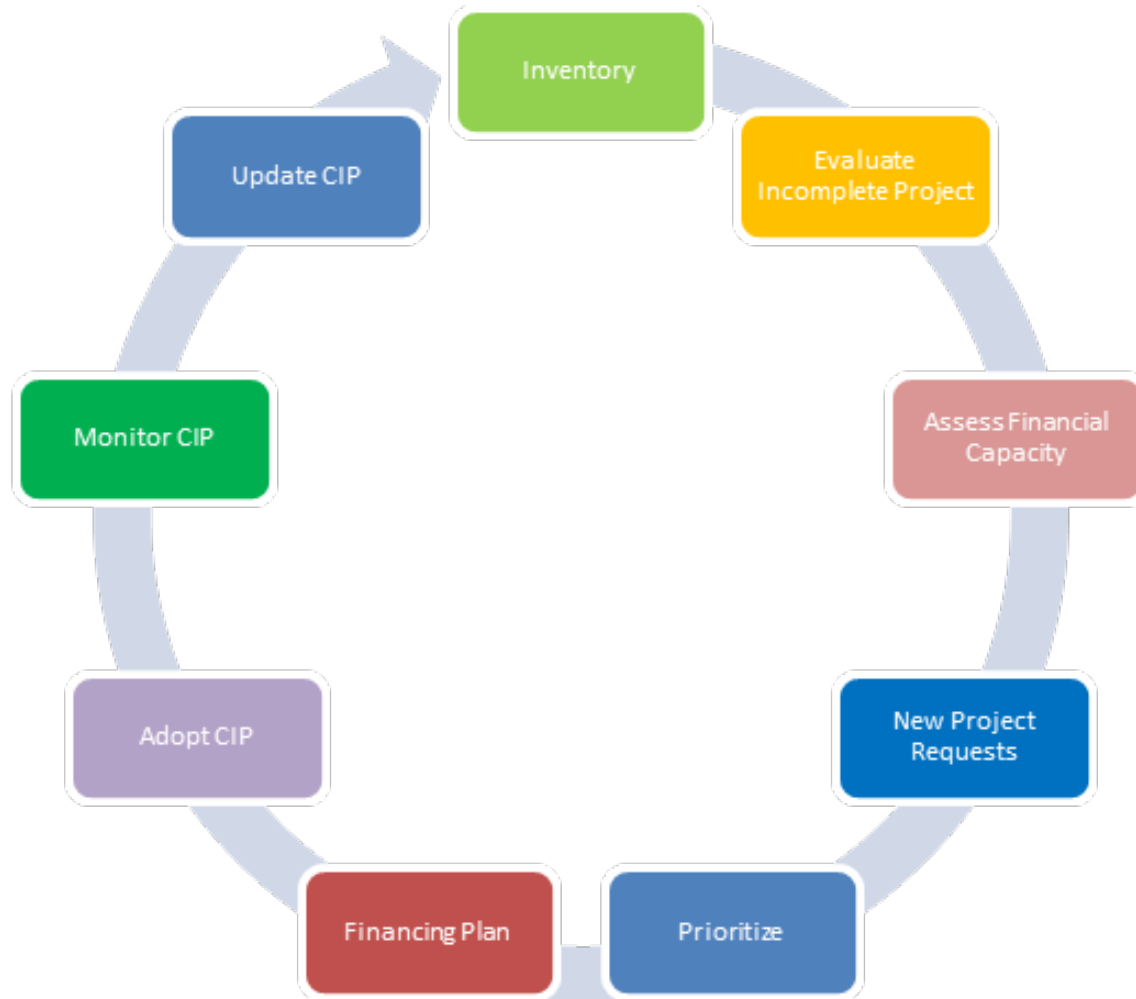 Inventory
Evaluate
Incomplete Project
Assess Financial
Capacity
New Project
Requests
Prioritize
Financing Plan
Adopt CIP
Monitor CIP
Update CIP